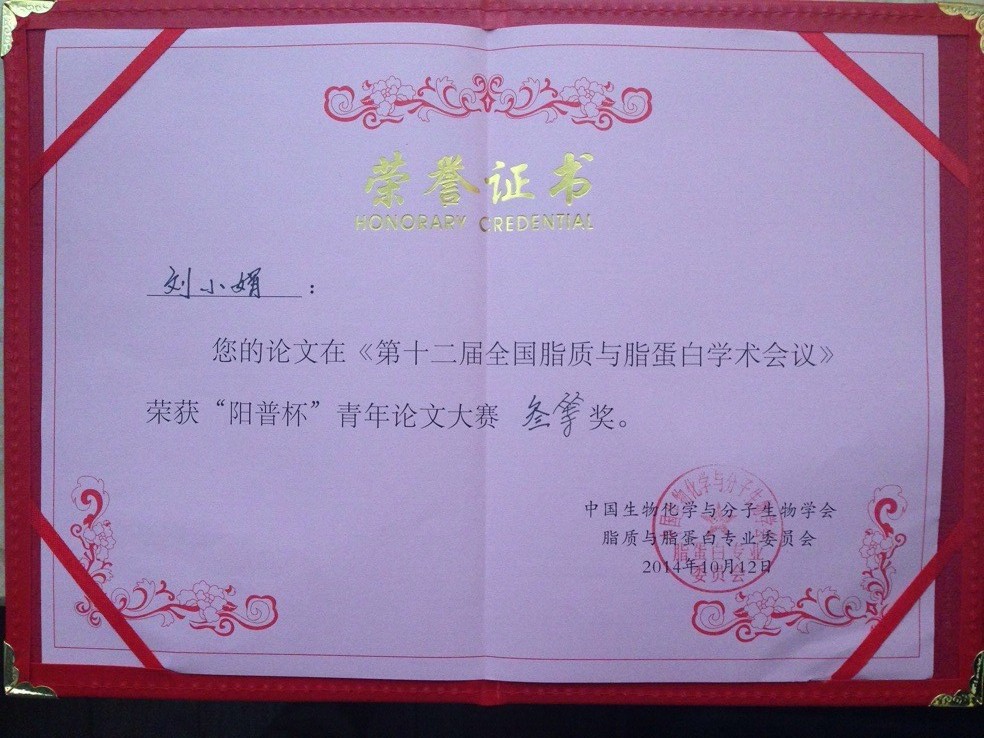 荣誉证书
HONORARY CREDENTIAL
刘小娟：
您的论文在《第十二届全国脂质与脂蛋白学术会议》
荣获“阳普杯”青年论文大赛 叁等奖。
中国生物化学与分子生物学会
脂质与脂蛋白专业委员会
2014年10月12日